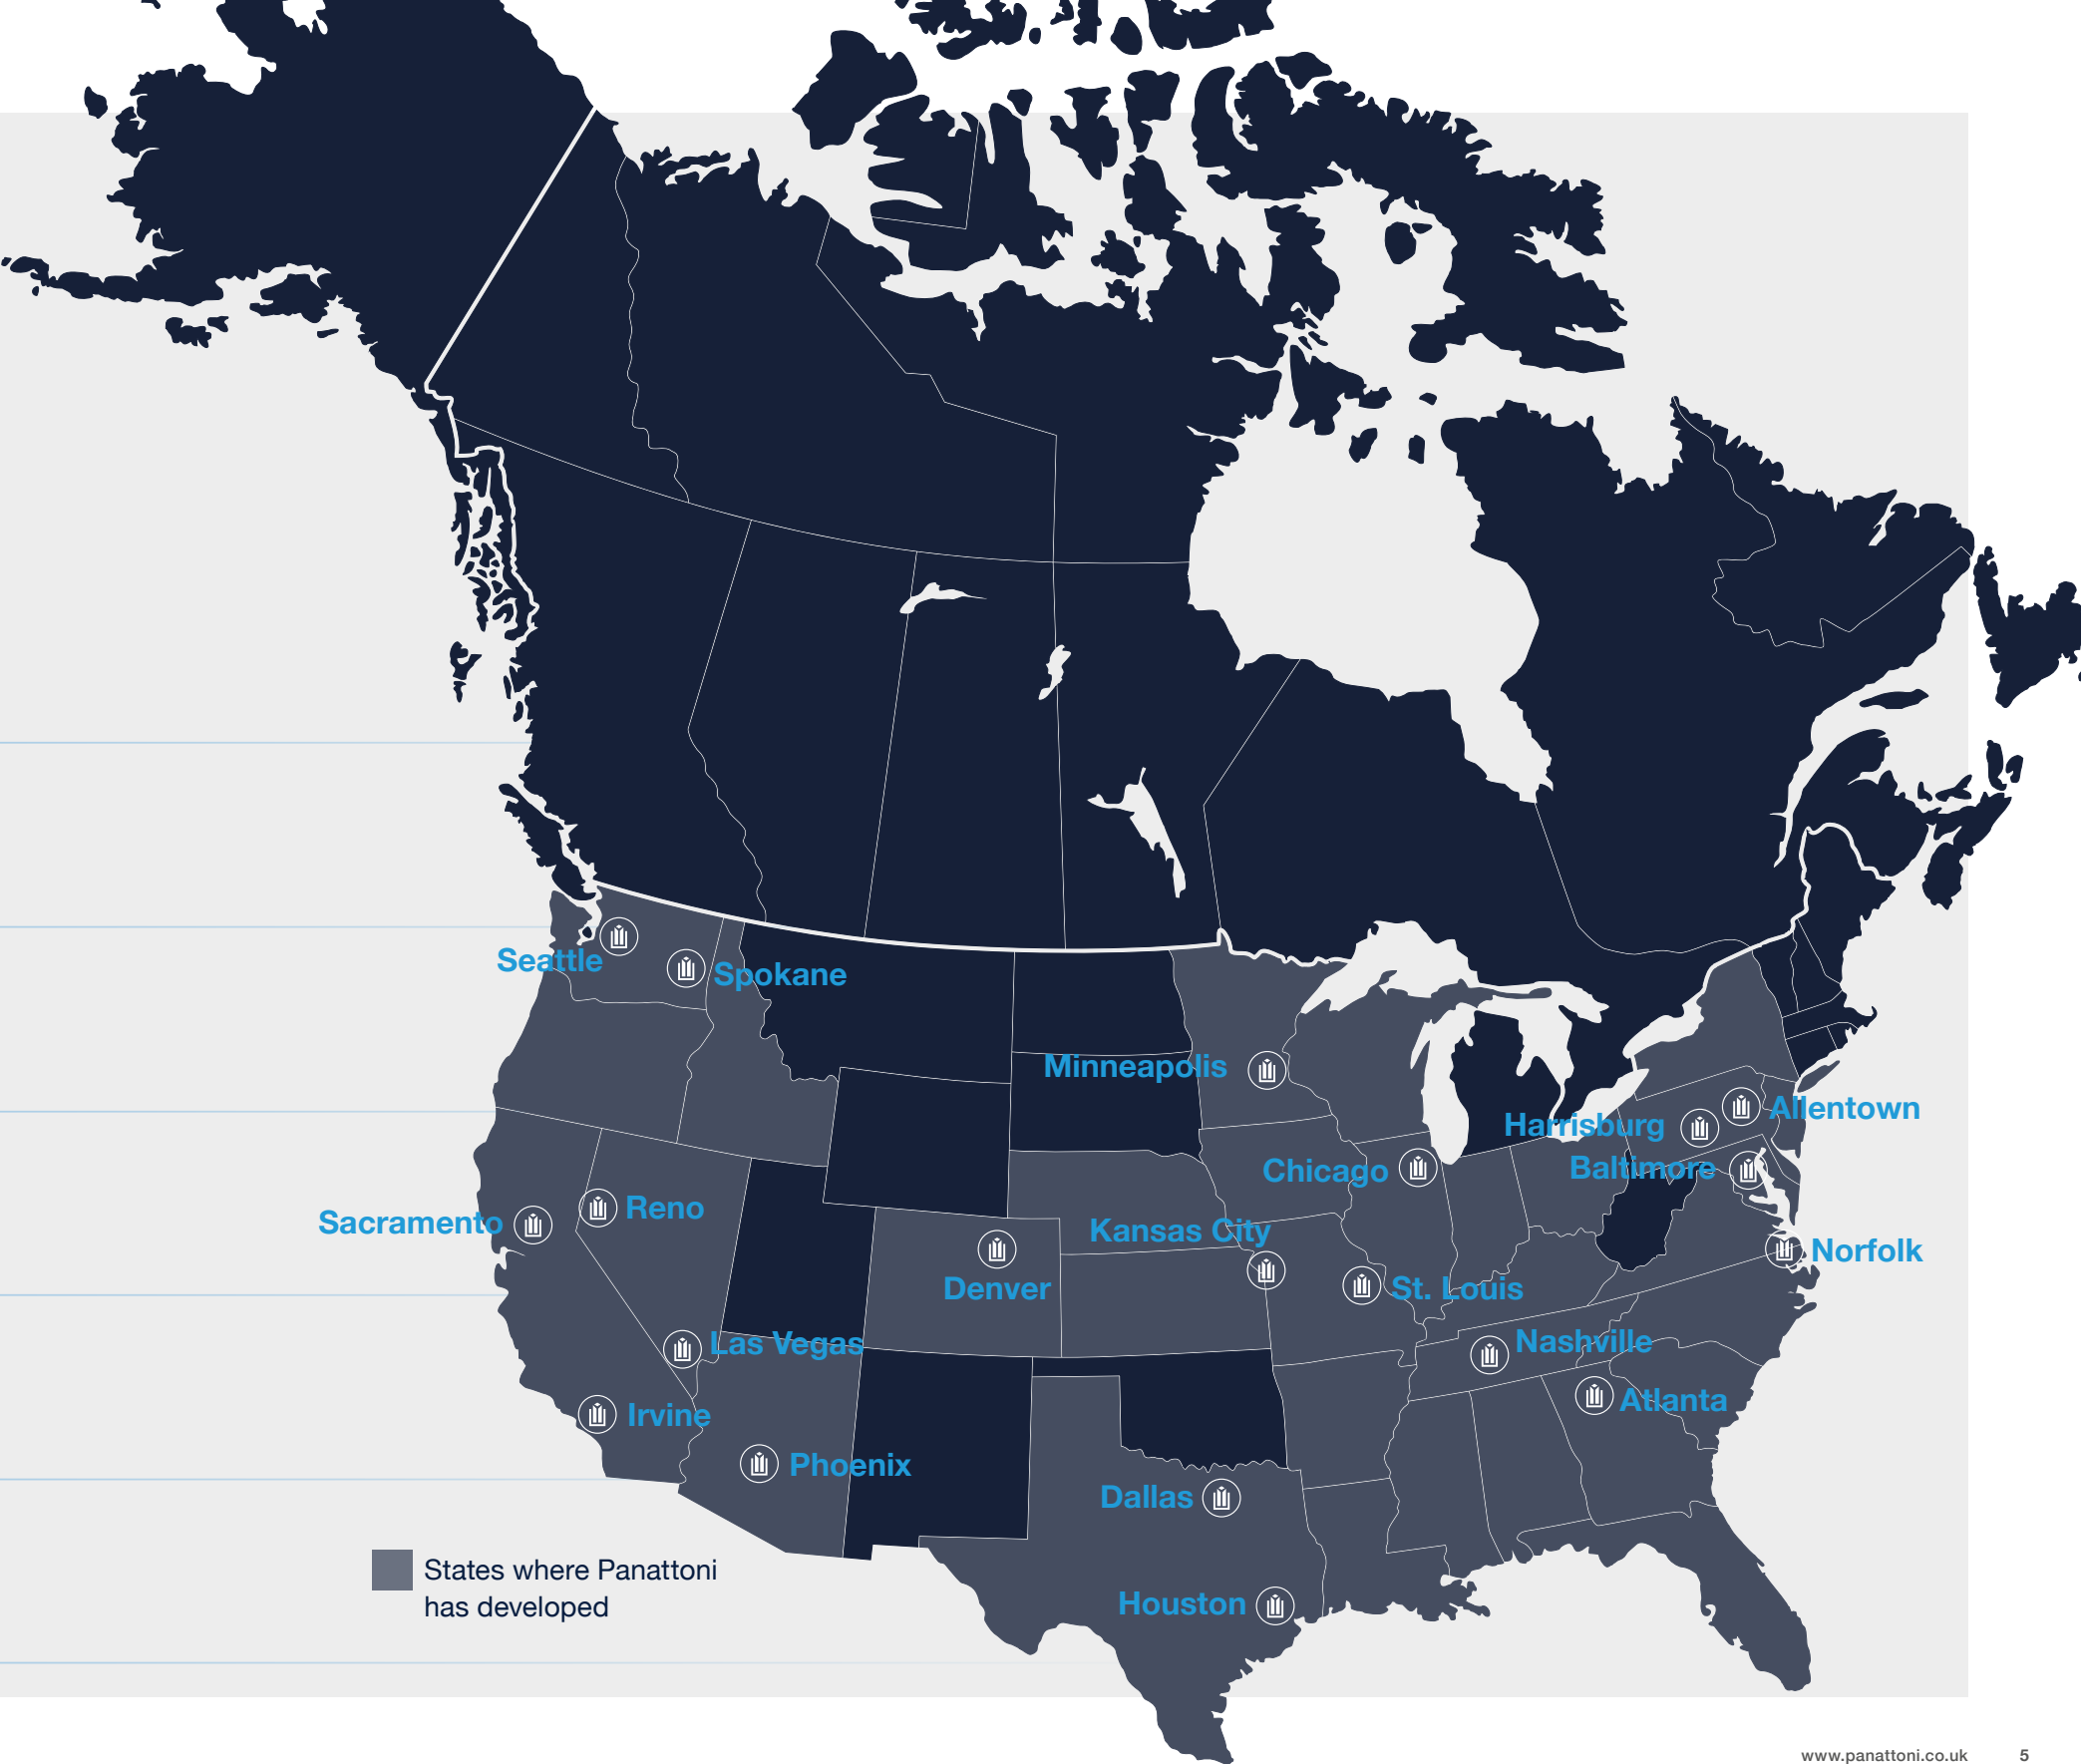 Seattle
Spokane
Minneapolis
Allentown
Harrisburg
Baltimore
Chicago
Reno
Sacramento
Kansas City
Norfolk
Denver
St. Louis
Las Vegas
Nashville
Atlanta
Irvine
Phoenix
Dallas
States where Panattoni
has developed
Houston
www.panattoni.co.uk 5